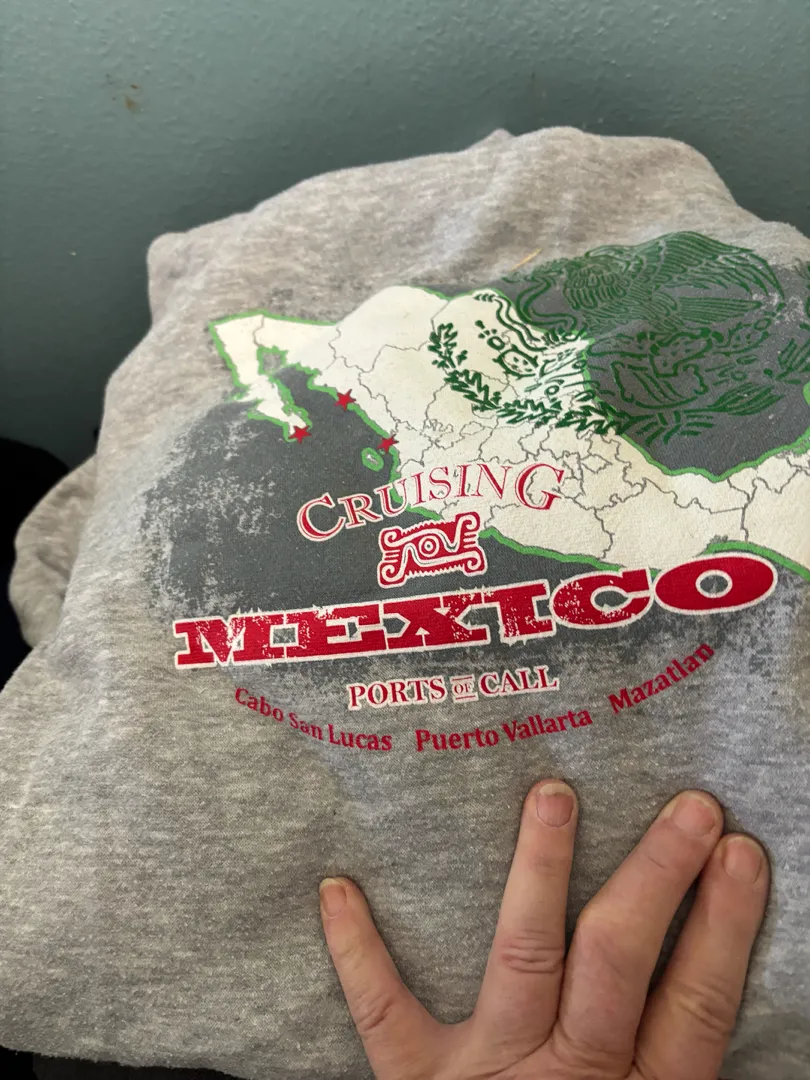 CRUISING
MEXICO
PORTS OF CALL
Cabo San Lucas Puerto Vallarta Mazatlan